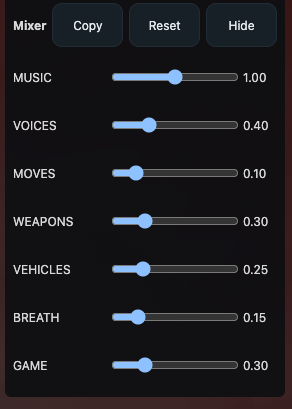 Mixer Copy Reset Hide
MUSIC 1.00
VOICES 0.40
MOVES 0.10
WEAPONS 0.30
VEHICLES 0.25
BREATH 0.15
GAME 0.30